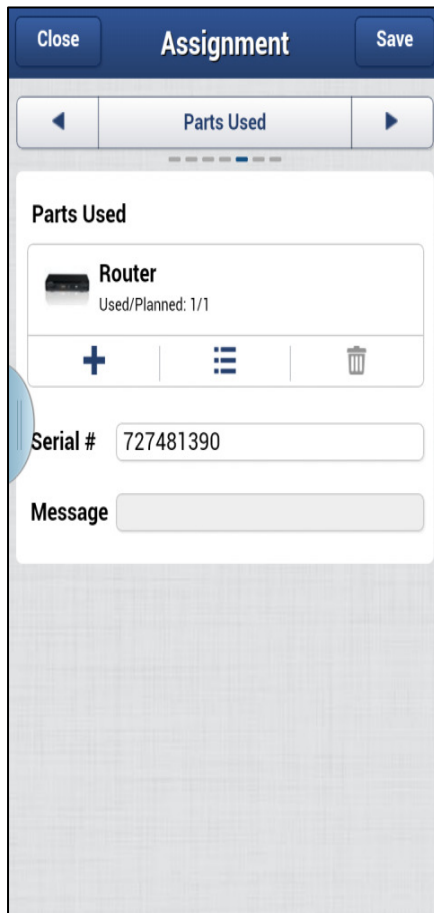 Close Assignment Save
Parts Used
Parts Used
Router
Used/Planned: 1/1
Serial # 727481390
Message